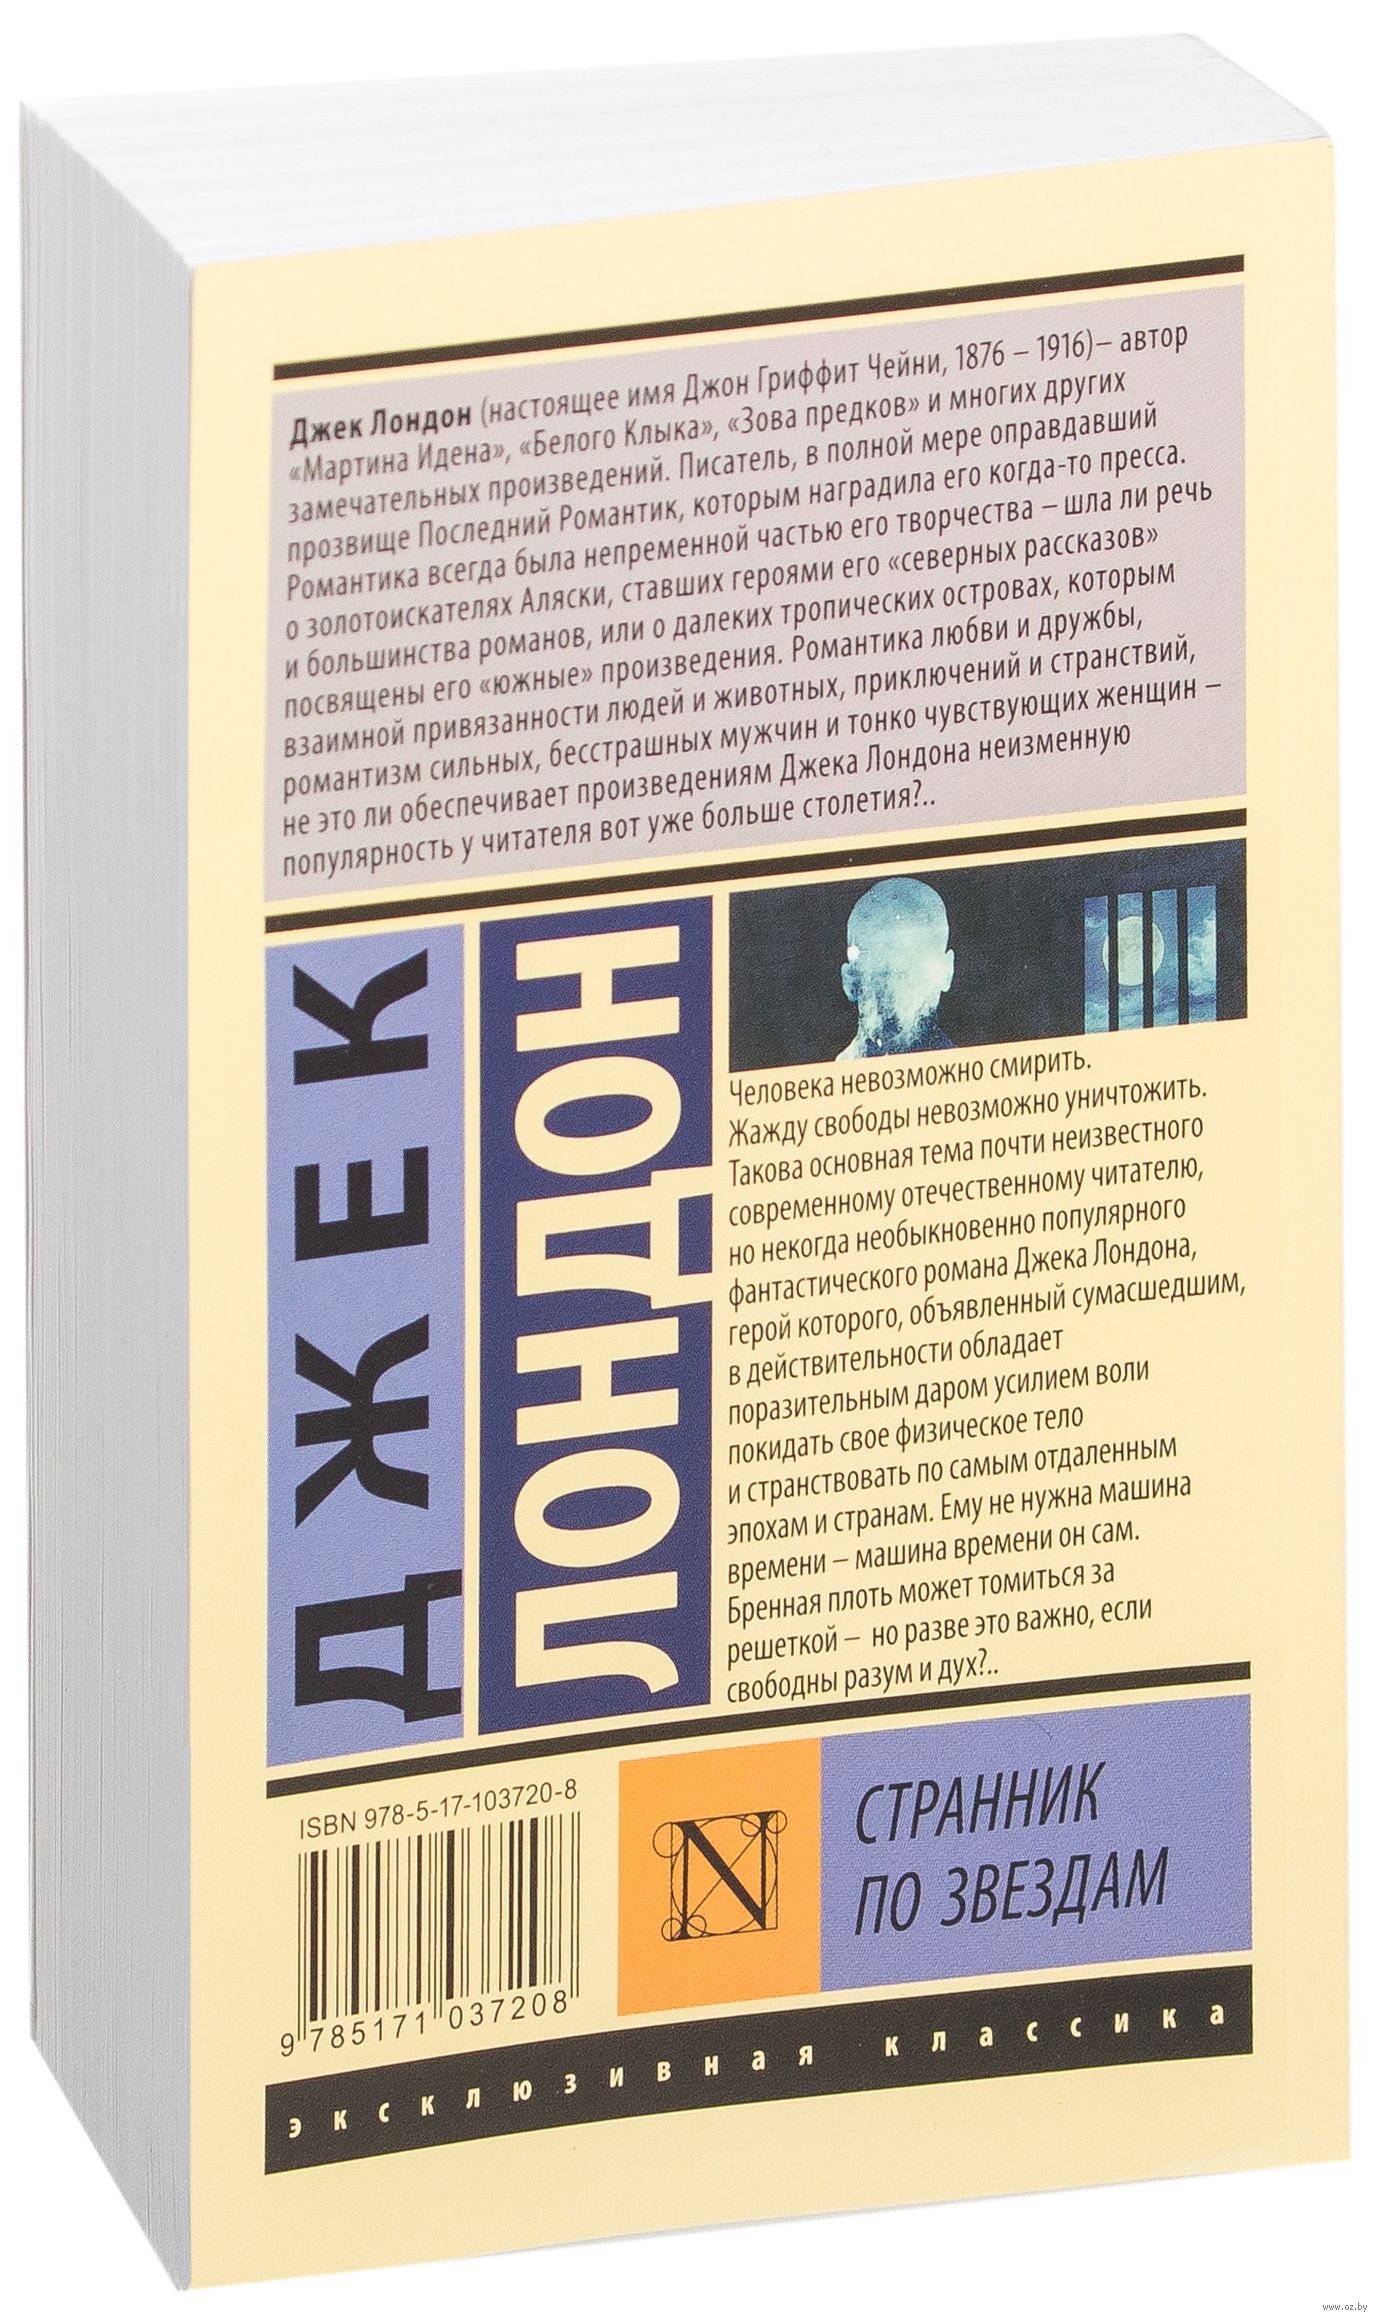 Джек Лондон (настоящее имя Джон Гриффит Чейни, 1876 – 1916)– автор
«Мартина Идена», «Белого Клыка», «Зова предков» и многих других
замечательных произведений. Писатель, в полной мере оправдавший
прозвище Последний Романтик, которым наградила его когда-то пресса.
Романтика всегда была непременной частью его творчества – шла ли речь
о золотоискателях Аляски, ставших героями его «северных рассказов»
и большинства романов, или о далеких тропических островах, которым
посвящены его «южные» произведения. Романтика любви и дружбы,
взаимной привязанности людей и животных, приключений и странствий,
романтизм сильных, бесстрашных мужчин и тонко чувствующих женщин –
не это ли обеспечивает произведениям Джека Лондона неизменную
популярность у читателя вот уже больше столетия?..
ДЖЕК
ЛОНДОН
Человека невозможно смирить.
Жажду свободы невозможно уничтожить.
Такова основная тема почти неизвестного
современному отечественному читателю,
но некогда необыкновенно популярного
фантастического романа Джека Лондона,
герой которого, объявленный сумасшедшим,
в действительности обладает
поразительным даром усилием воли
покидать свое физическое тело
и странствовать по самым отдаленным
эпохам и странам. Ему не нужна машина
времени – машина времени он сам.
Бренная плоть может томиться за
решеткой – но разве это важно, если
свободны разум и дух?..
ISBN 978-5-17-103720-8
9 785171 037208
N
СТРАННИК
ПО ЗВЕЗДАМ
эксклюзивная классика
www.oz.by